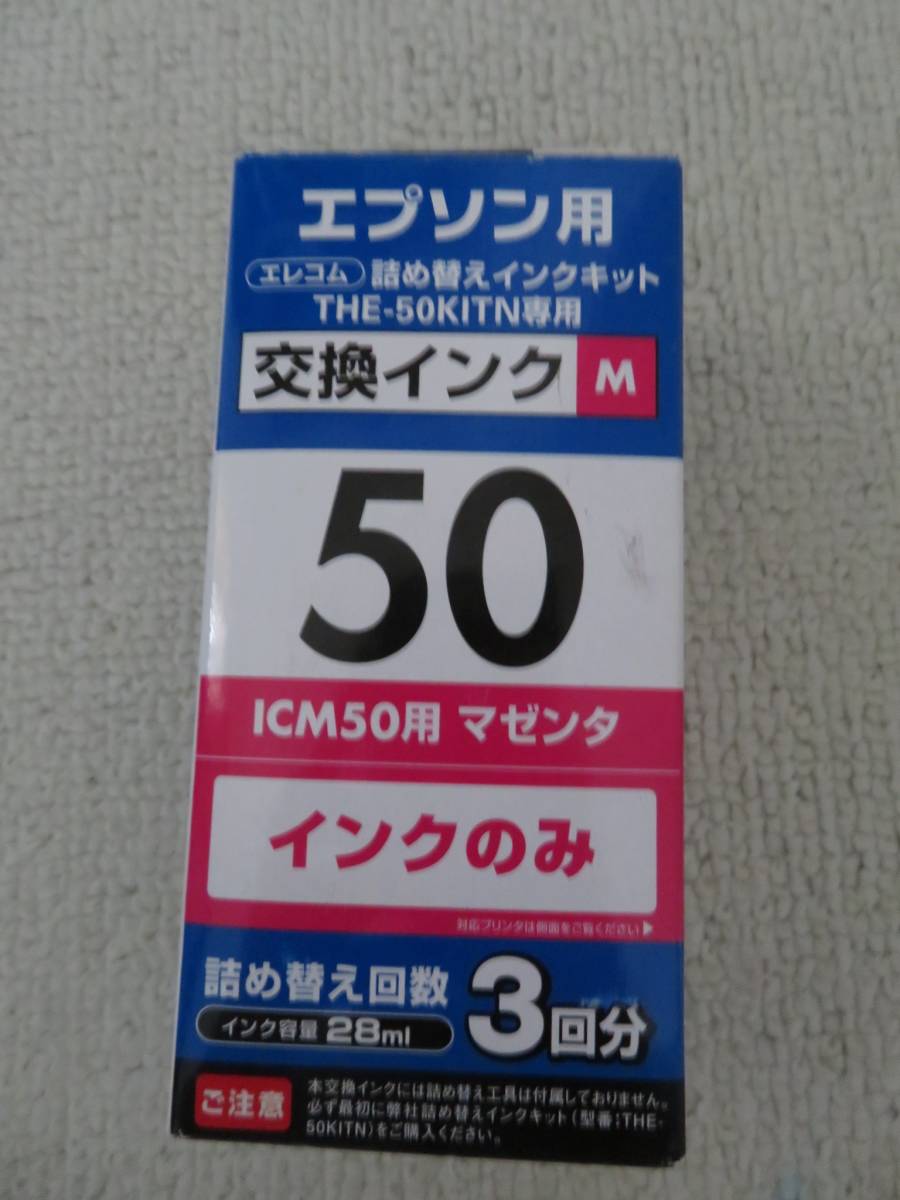 エプソン用
エレコム 詰め替えインクキット
THE-50KITN専用
交換インク M
50
ICM50用 マゼンタ
インクのみ
対応プリンタは側面をご覧ください ▶
詰め替え回数 3回分
インク容量 28ml
ご注意
本交換インクには詰め替え工具は付属しておりません。
必ず最初に弊社詰め替えインクキット(型番:THE-
50KITN)をご購入ください。